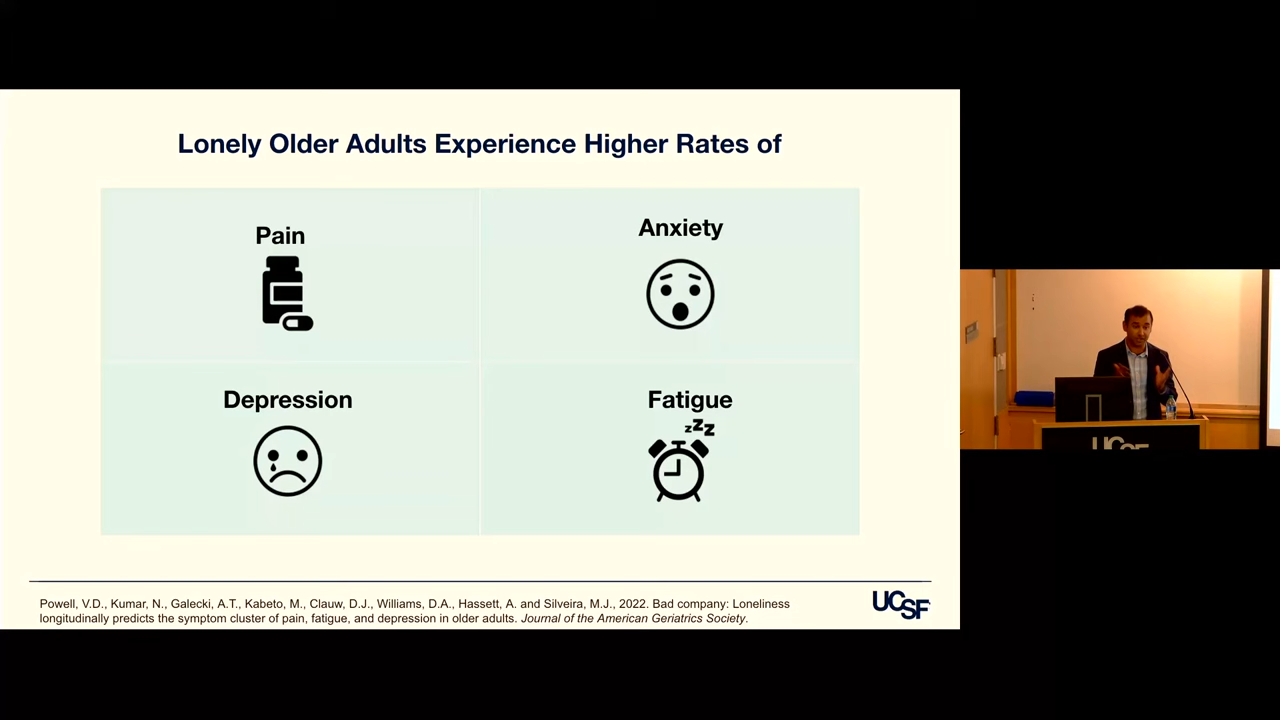 Lonely Older Adults Experience Higher Rates of
Pain
Anxiety
Depression
Fatigue
zzz
Powell, V.D., Kumar, N., Galecki, A.T., Kabeto, M., Clauw, D.J., Williams, D.A., Hassett, A. and Silveira, M.J., 2022. Bad company: Loneliness
longitudinally predicts the symptom cluster of pain, fatigue, and depression in older adults. Journal of the American Geriatrics Society.
UCSF
UCSF